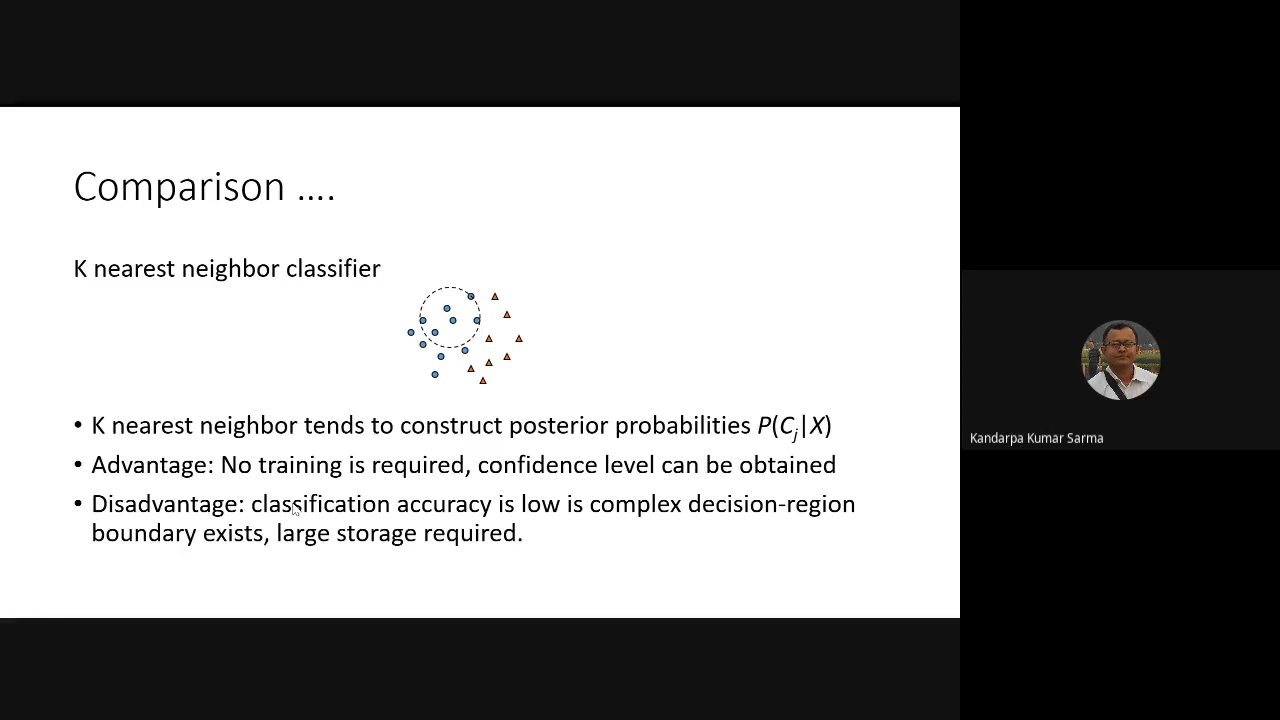 Comparison ....
K nearest neighbor classifier
• K nearest neighbor tends to construct posterior probabilities P(Cj|X)
• Advantage: No training is required, confidence level can be obtained
• Disadvantage: classification accuracy is low is complex decision-region
boundary exists, large storage required.
Kandarpa Kumar Sarma